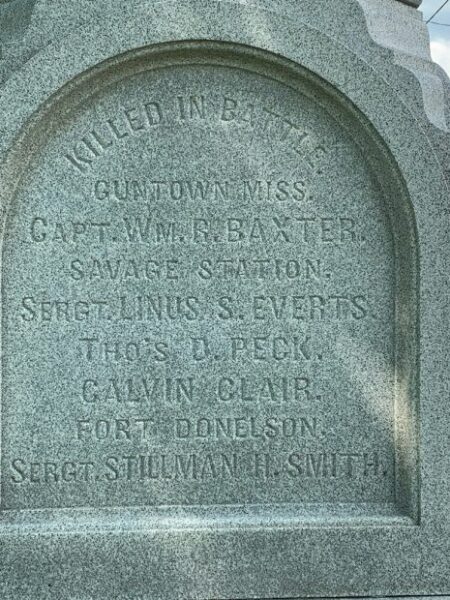 KILLED IN BATTLE.
GUNTOWN MISS.
CAPT. WM. R. BAXTER.
SAVAGE STATION.
SERGT. LINUS S. EVERTS.
THO'S D. PECK.
CALVIN CLAIR.
FORT DONELSON.
SERGT. STILLMAN H. SMITH.